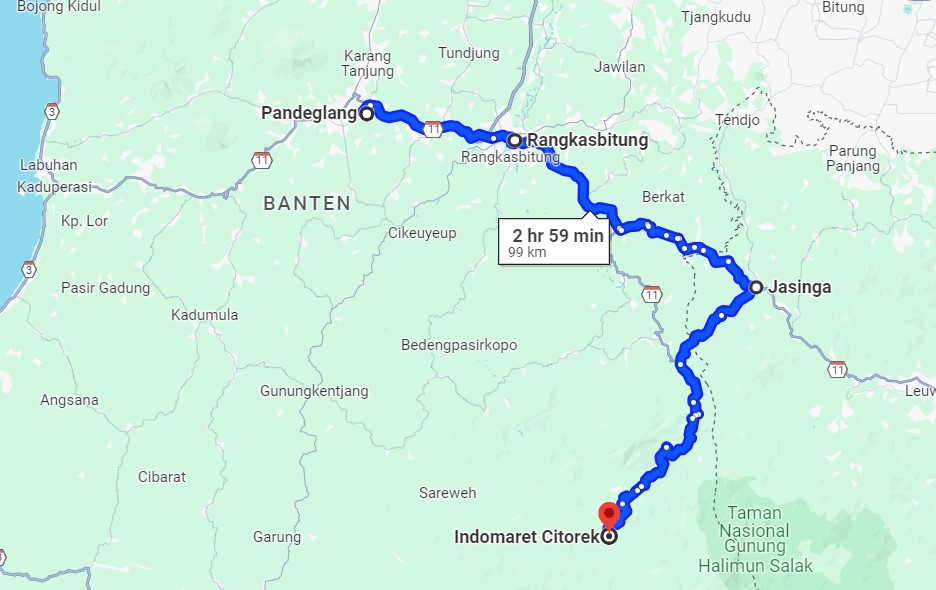 Bojong Kidul
Tjangkudu
Bitung
Karang
Tanjung
Tundjung
Jawilan
3
Pandeglang
11
Tendjo
Rangkasbitung
Rangkasbitung
Parung
Panjang
11
Labuhan
Kaduperasi
BANTEN
Berkat
Kp. Lor
Cikeuyeup
2 hr 59 min
99 km
3
Pasir Gadung
Jasinga
11
Kadumula
Bedengpasirkopo
11
Angsana
Gunungkentjang
Leuw
Cibarat
Sareweh
Taman
Nasional
Gunung
Halimun Salak
Garung
Indomaret Citorek